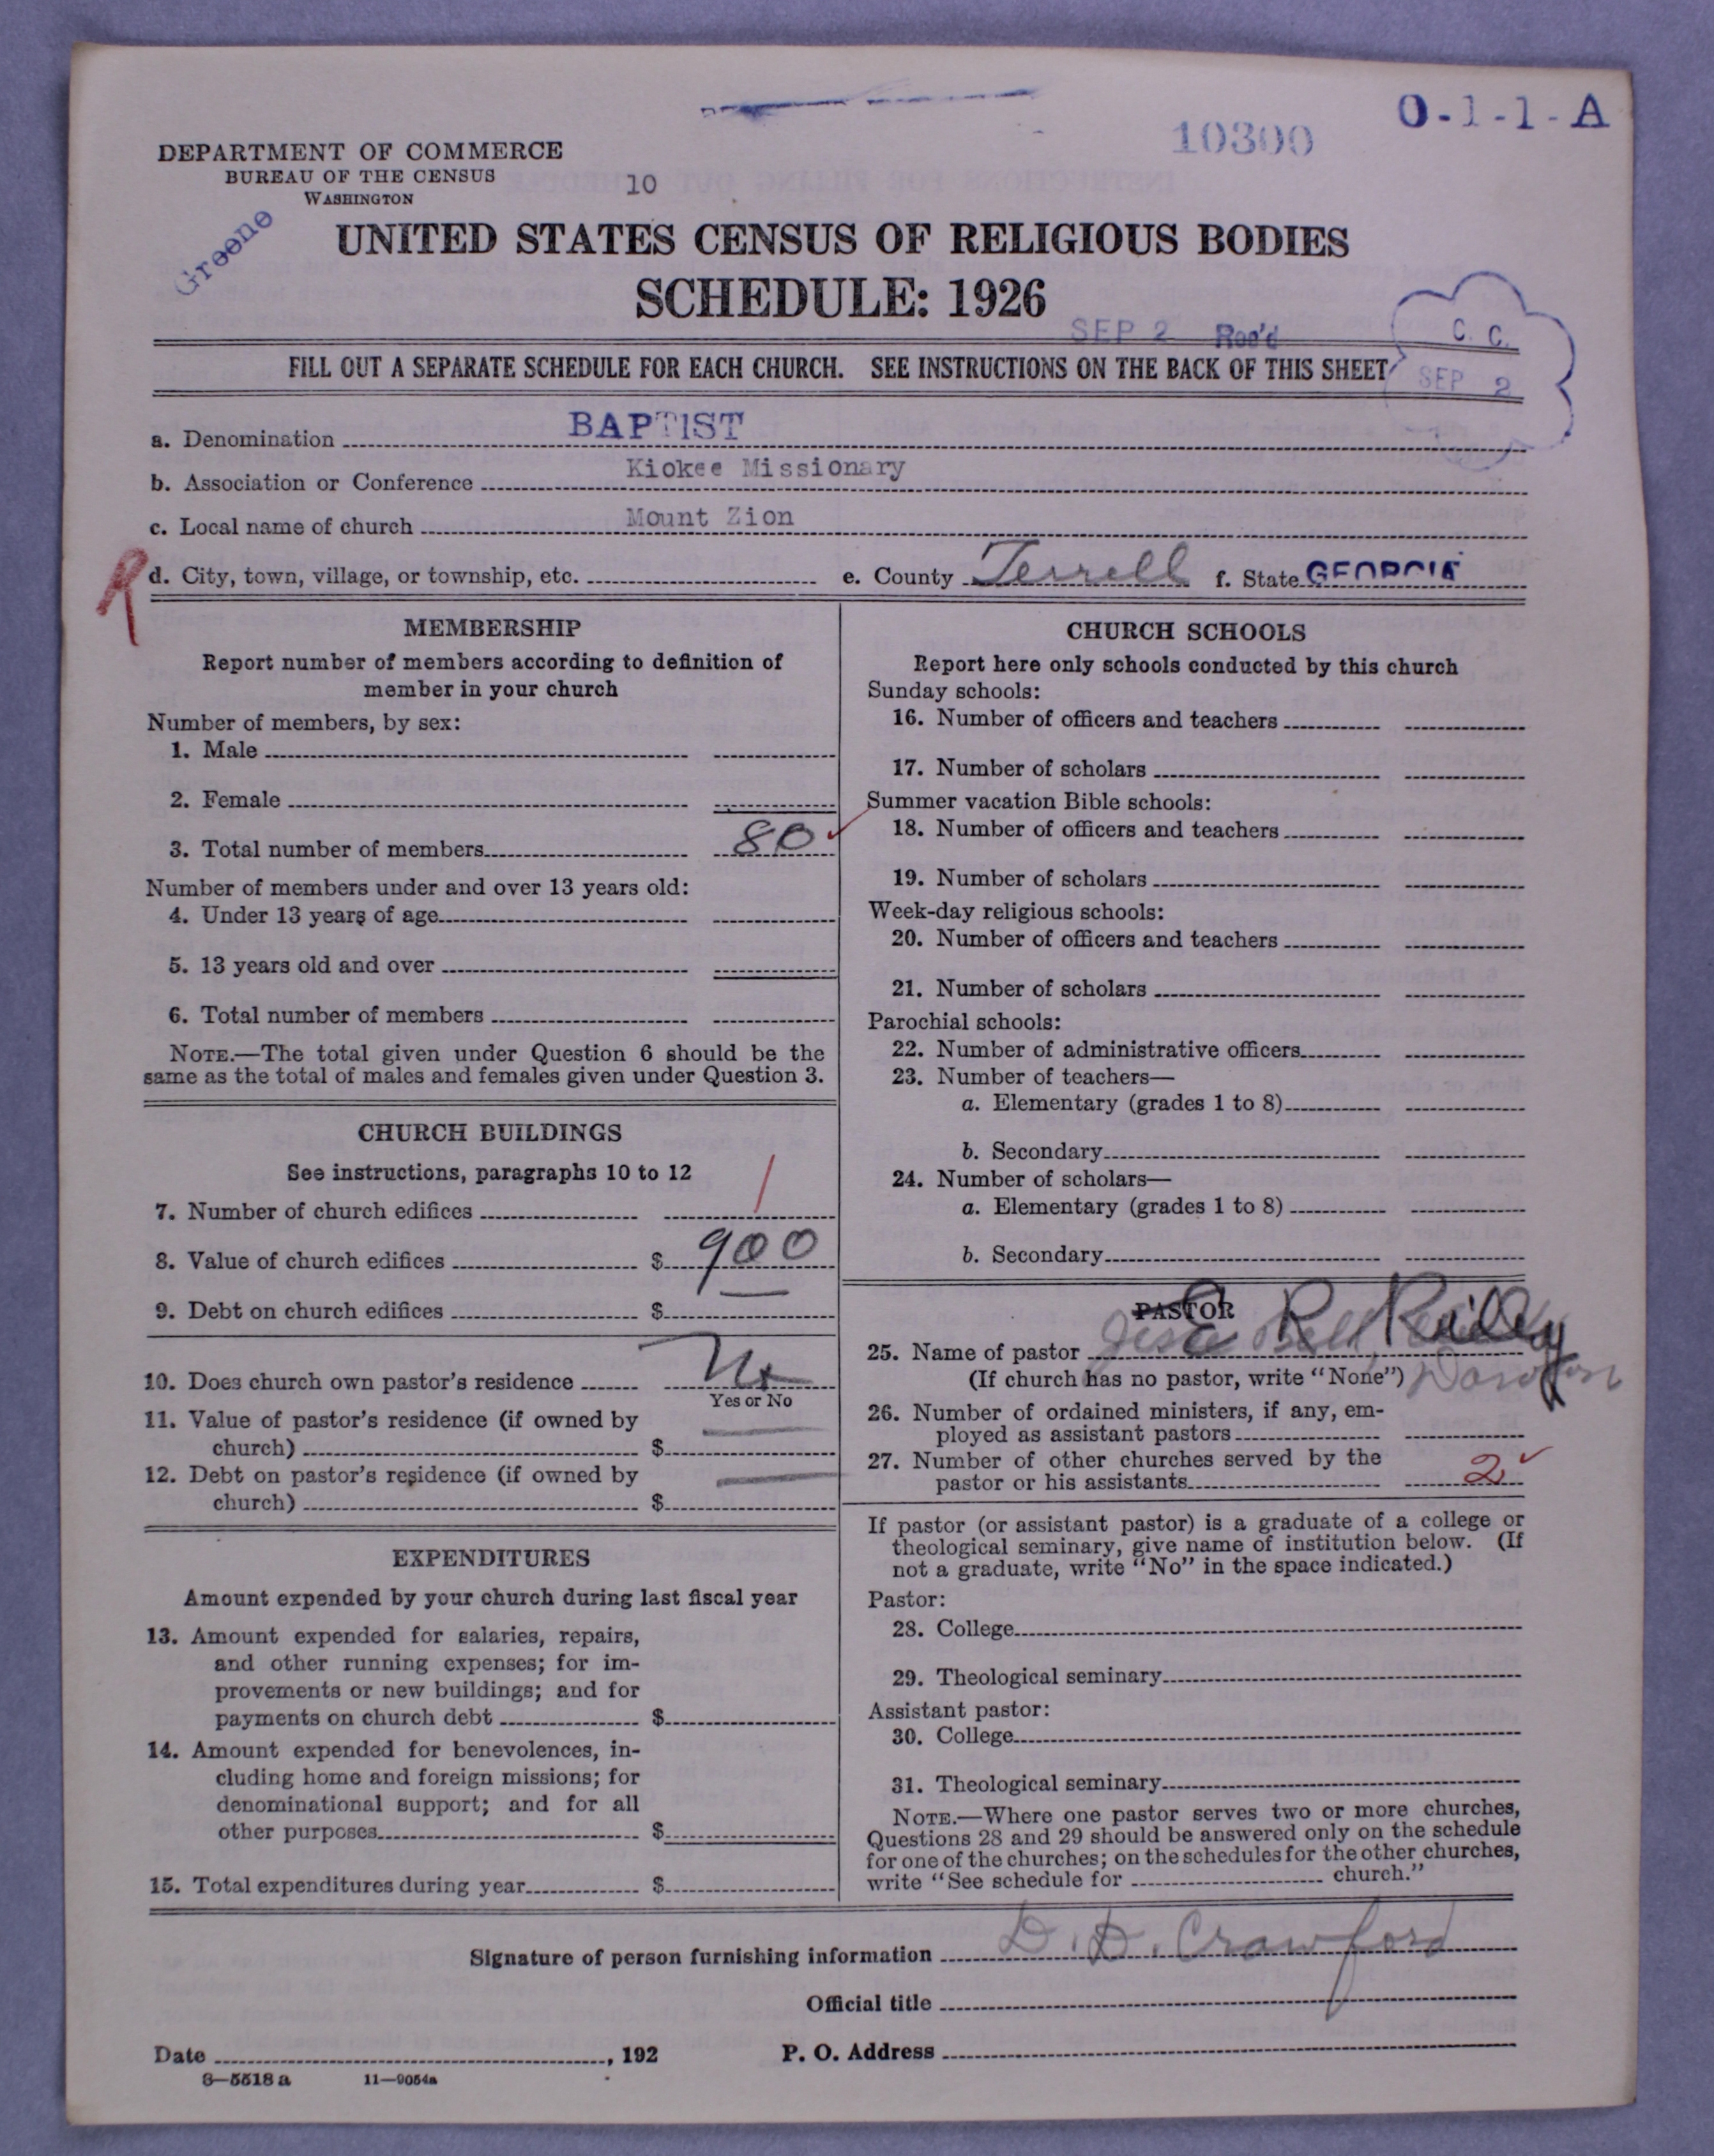 O-1-1-A
10300
DEPARTMENT OF COMMERCE
BUREAU OF THE CENSUS
WASHINGTON
10
Greene
UNITED STATES CENSUS OF RELIGIOUS BODIES
SCHEDULE: 1926
SEP 2 Rec'd
C. C.
SEP 2
FILL OUT A SEPARATE SCHEDULE FOR EACH CHURCH. SEE INSTRUCTIONS ON THE BACK OF THIS SHEET
a. Denomination BAPTIST
b. Association or Conference Kiokee Missionary
c. Local name of church Mount Zion
R d. City, town, village, or township, etc. e. County Terrell f. State GEORGIA
MEMBERSHIP
Report number of members according to definition of
member in your church
Number of members, by sex:
1. Male
2. Female
3. Total number of members 80
Number of members under and over 13 years old:
4. Under 13 years of age
5. 13 years old and over
6. Total number of members
NOTE.—The total given under Question 6 should be the
same as the total of males and females given under Question 3.
CHURCH BUILDINGS
See instructions, paragraphs 10 to 12
7. Number of church edifices 1
8. Value of church edifices $ 900
9. Debt on church edifices $
10. Does church own pastor's residence No
Yes or No
11. Value of pastor's residence (if owned by
church) $
12. Debt on pastor's residence (if owned by
church) $
EXPENDITURES
Amount expended by your church during last fiscal year
13. Amount expended for salaries, repairs,
and other running expenses; for im-
provements or new buildings; and for
payments on church debt $
14. Amount expended for benevolences, in-
cluding home and foreign missions; for
denominational support; and for all
other purposes $
15. Total expenditures during year $
CHURCH SCHOOLS
Report here only schools conducted by this church
Sunday schools:
16. Number of officers and teachers
17. Number of scholars
Summer vacation Bible schools:
18. Number of officers and teachers
19. Number of scholars
Week-day religious schools:
20. Number of officers and teachers
21. Number of scholars
Parochial schools:
22. Number of administrative officers
23. Number of teachers—
a. Elementary (grades 1 to 8)
b. Secondary
24. Number of scholars—
a. Elementary (grades 1 to 8)
b. Secondary
PASTOR
25. Name of pastor E R Riley
(If church has no pastor, write "None") Dawson
26. Number of ordained ministers, if any, em-
ployed as assistant pastors
27. Number of other churches served by the
pastor or his assistants 2
If pastor (or assistant pastor) is a graduate of a college or
theological seminary, give name of institution below. (If
not a graduate, write "No" in the space indicated.)
Pastor:
28. College
29. Theological seminary
Assistant pastor:
30. College
31. Theological seminary
NOTE.—Where one pastor serves two or more churches,
Questions 28 and 29 should be answered only on the schedule
for one of the churches; on the schedules for the other churches,
write "See schedule for church."
Signature of person furnishing information D. D. Crawford
Official title
Date , 192 P. O. Address
8—5518 a 11—9054a